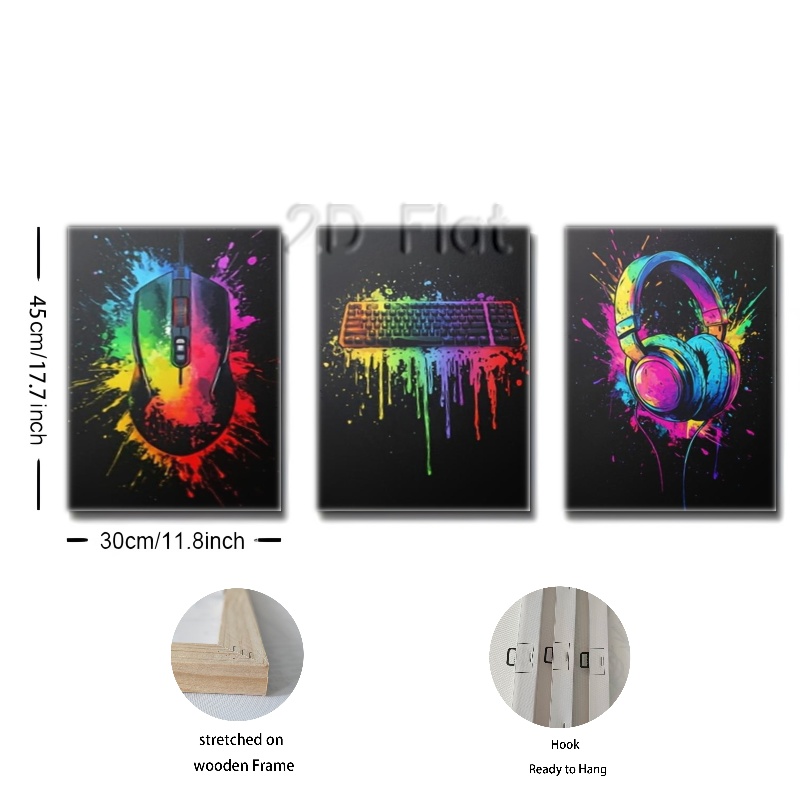 2D Flat
45cm/17.7inch
30cm/11.8inch
stretched on
wooden Frame
Hook
Ready to Hang